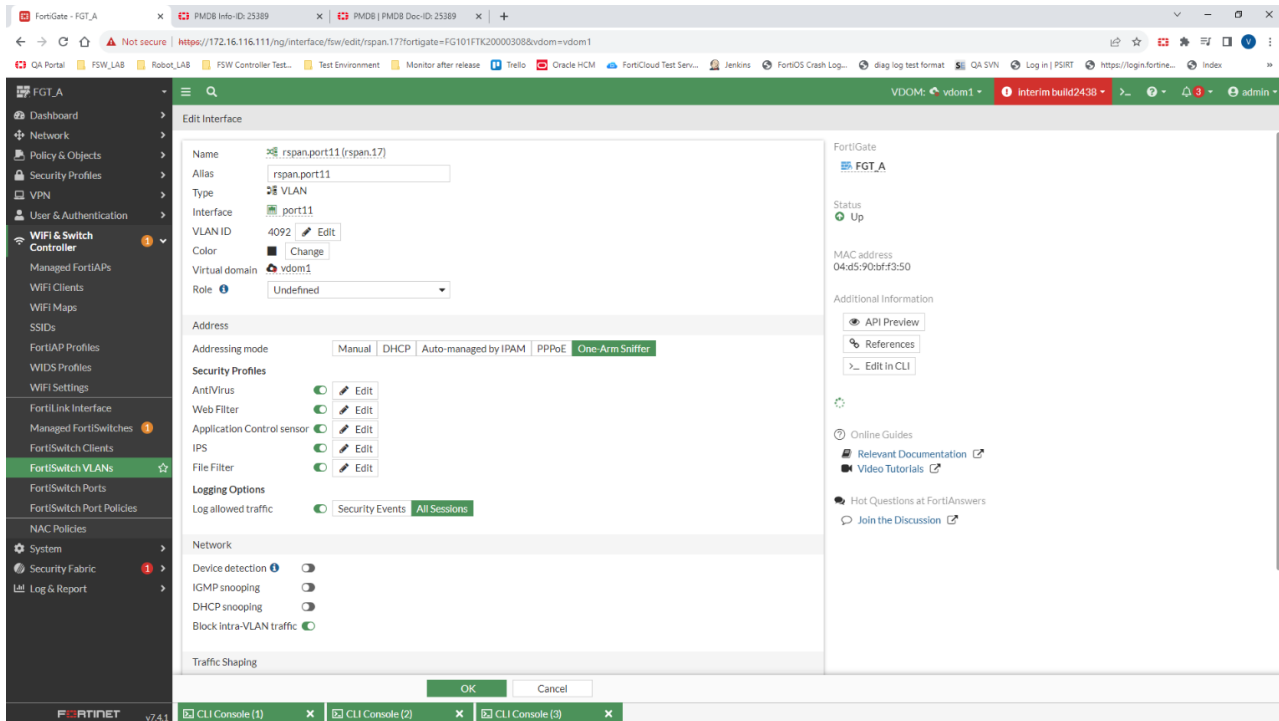 FortiGate - FGT_A
PMDB Info-ID: 25389
PMDB | PMDB Doc-ID: 25389
Not secure | https://172.16.116.111/ng/interface/fsw/edit/rspan.17?fortigate=FG101FTK20000308&vdom=vdom1
QA Portal FSW_LAB Robot_LAB FSW Controller Test... Test Environment Monitor after release Trello Oracle HCM FortiCloud Test Serv... Jenkins FortiOS Crash Log... diag log test format QA SVN Log in | PSIRT https://login.fortine... Index »
FGT_A
VDOM: vdom1
interim build2438
>_
3
admin
Dashboard
Network
Policy & Objects
Security Profiles
VPN
User & Authentication
WiFi & Switch Controller 1
Managed FortiAPs
WiFi Clients
WiFi Maps
SSIDs
FortiAP Profiles
WIDS Profiles
WiFi Settings
FortiLink Interface
Managed FortiSwitches 1
FortiSwitch Clients
FortiSwitch VLANs
FortiSwitch Ports
FortiSwitch Port Policies
NAC Policies
System
Security Fabric 1
Log & Report
FORTINET v7.4.1
Edit Interface
Name rspan.port11 (rspan.17)
Alias rspan.port11
Type VLAN
Interface port11
VLAN ID 4092 Edit
Color Change
Virtual domain vdom1
Role Undefined
Address
Addressing mode Manual DHCP Auto-managed by IPAM PPPoE One-Arm Sniffer
Security Profiles
AntiVirus Edit
Web Filter Edit
Application Control sensor Edit
IPS Edit
File Filter Edit
Logging Options
Log allowed traffic Security Events All Sessions
Network
Device detection
IGMP snooping
DHCP snooping
Block intra-VLAN traffic
Traffic Shaping
OK Cancel
FortiGate
FGT_A
Status
Up
MAC address
04:d5:90:bf:f3:50
Additional Information
API Preview
References
>_ Edit in CLI
Online Guides
Relevant Documentation
Video Tutorials
Hot Questions at FortiAnswers
Join the Discussion
CLI Console (1)
CLI Console (2)
CLI Console (3)